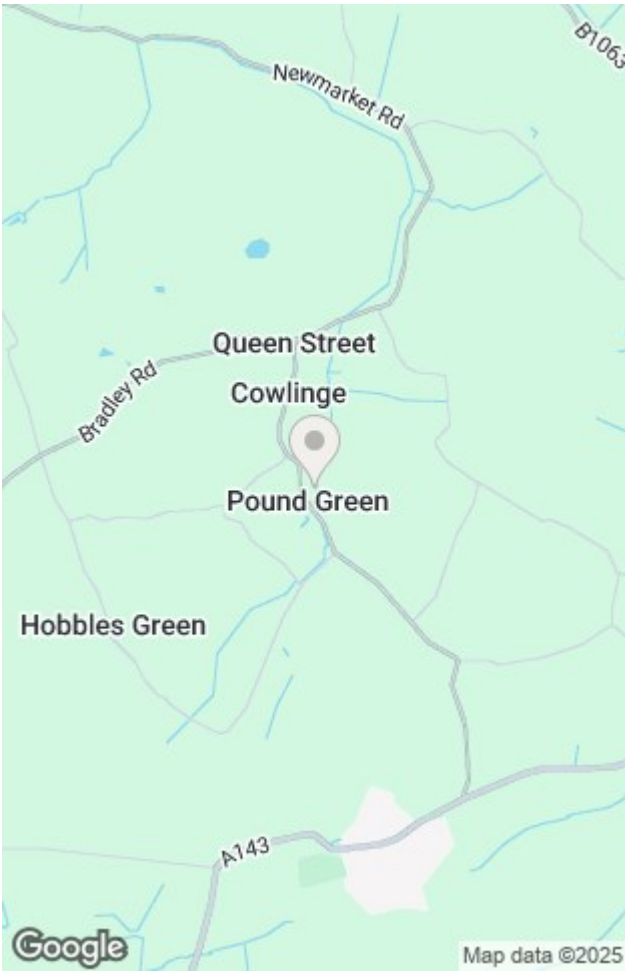 B1063
Newmarket Rd
Queen Street
Bradley Rd
Cowlinge
Pound Green
Hobbles Green
A143
Google
Map data ©2025